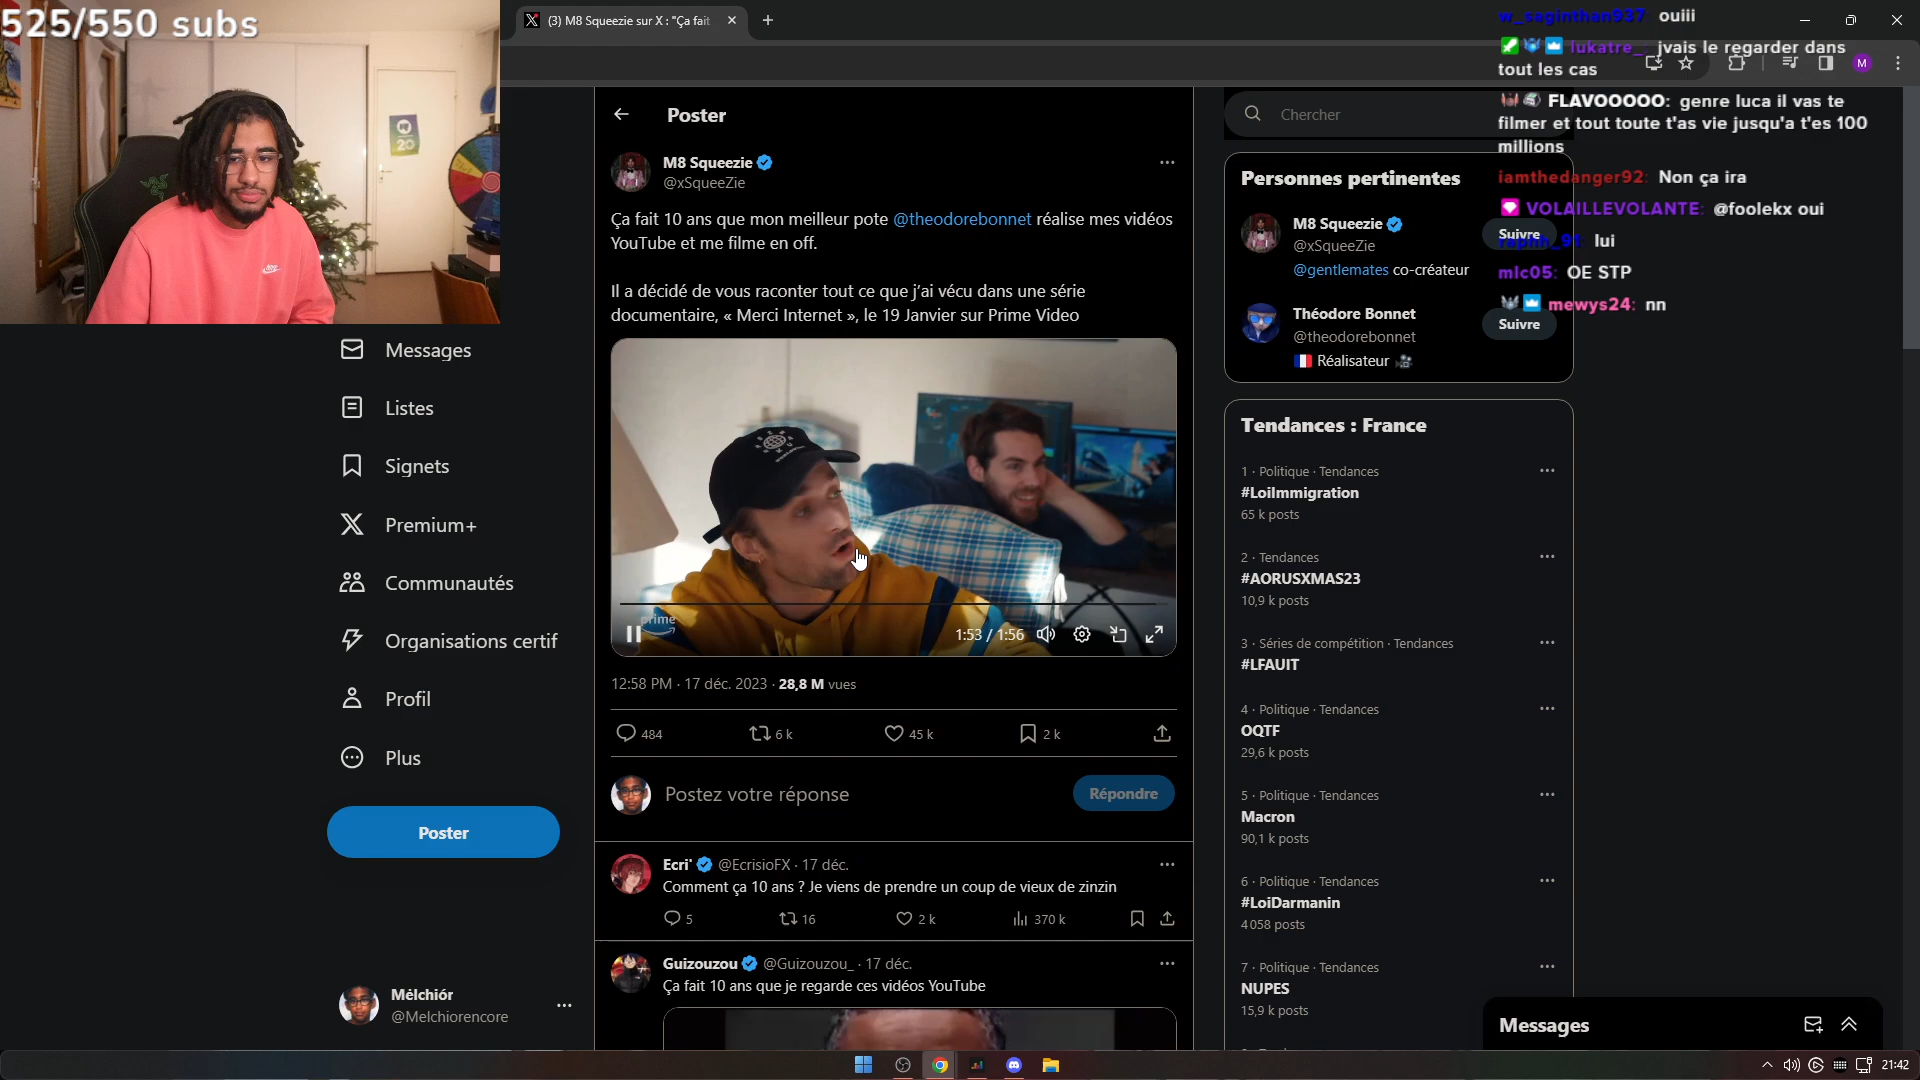 525/550 subs
(3) M8 Squeezie sur X : "Ça fait
M
Poster
M8 Squeezie
@xSqueeZie
Ça fait 10 ans que mon meilleur pote @theodorebonnet réalise mes vidéos
YouTube et me filme en off.
Il a décidé de vous raconter tout ce que j'ai vécu dans une série
documentaire, « Merci Internet », le 19 Janvier sur Prime Video
prime
1:53 / 1:56
12:58 PM · 17 déc. 2023 · 28,8 M vues
484
6 k
45 k
2 k
Postez votre réponse
Répondre
Ecri' @EcrisioFX · 17 déc.
Comment ça 10 ans ? Je viens de prendre un coup de vieux de zinzin
5
16
2 k
370 k
Guizouzou @Guizouzou_ · 17 déc.
Ça fait 10 ans que je regarde ces vidéos YouTube
Messages
Listes
Signets
Premium+
Communautés
Organisations certif
Profil
Plus
Poster
Mélchiór
@Melchiorencore
Chercher
Personnes pertinentes
M8 Squeezie
@xSqueeZie
@gentlemates co-créateur
Suivre
Théodore Bonnet
@theodorebonnet
Réalisateur
Suivre
Tendances : France
1 · Politique · Tendances
#LoiImmigration
65 k posts
2 · Tendances
#AORUSXMAS23
10,9 k posts
3 · Séries de compétition · Tendances
#LFAUIT
4 · Politique · Tendances
OQTF
29,6 k posts
5 · Politique · Tendances
Macron
90,1 k posts
6 · Politique · Tendances
#LoiDarmanin
4 058 posts
7 · Politique · Tendances
NUPES
15,9 k posts
Messages
w_saginthan937 ouiii
lukatre_: jvais le regarder dans
tout les cas
FLAVOOOOO: genre luca il vas te
filmer et tout toute t'as vie jusqu'a t'es 100
millions
iamthedanger92: Non ça ira
VOLAILLEVOLANTE: @foolekx oui
lui
mlc05: OE STP
mewys24: nn
21:42